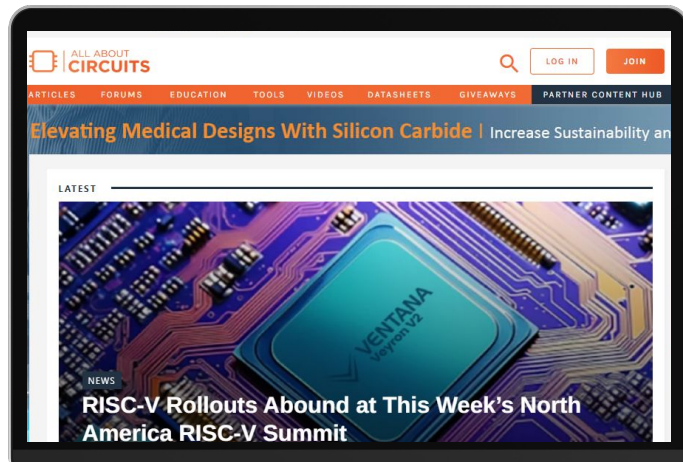 ALL ABOUT
CIRCUITS
LOG IN
JOIN
ARTICLES FORUMS EDUCATION TOOLS VIDEOS DATASHEETS GIVEAWAYS PARTNER CONTENT HUB
Elevating Medical Designs With Silicon Carbide | Increase Sustainability an
LATEST
VENTANA
Veyron V2
NEWS
RISC-V Rollouts Abound at This Week's North
America RISC-V Summit